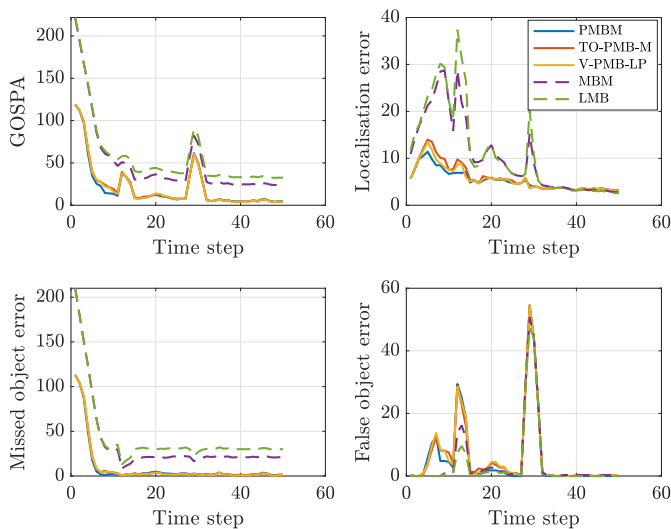 GOSPA
200
150
100
50
0
0
20
40
60
Time step
Localisation error
40
30
20
10
0
0
20
40
60
Time step
PMBM
TO-PMB-M
V-PMB-LP
MBM
LMB
Missed object error
200
150
100
50
0
0
20
40
60
Time step
False object error
60
40
20
0
0
20
40
60
Time step